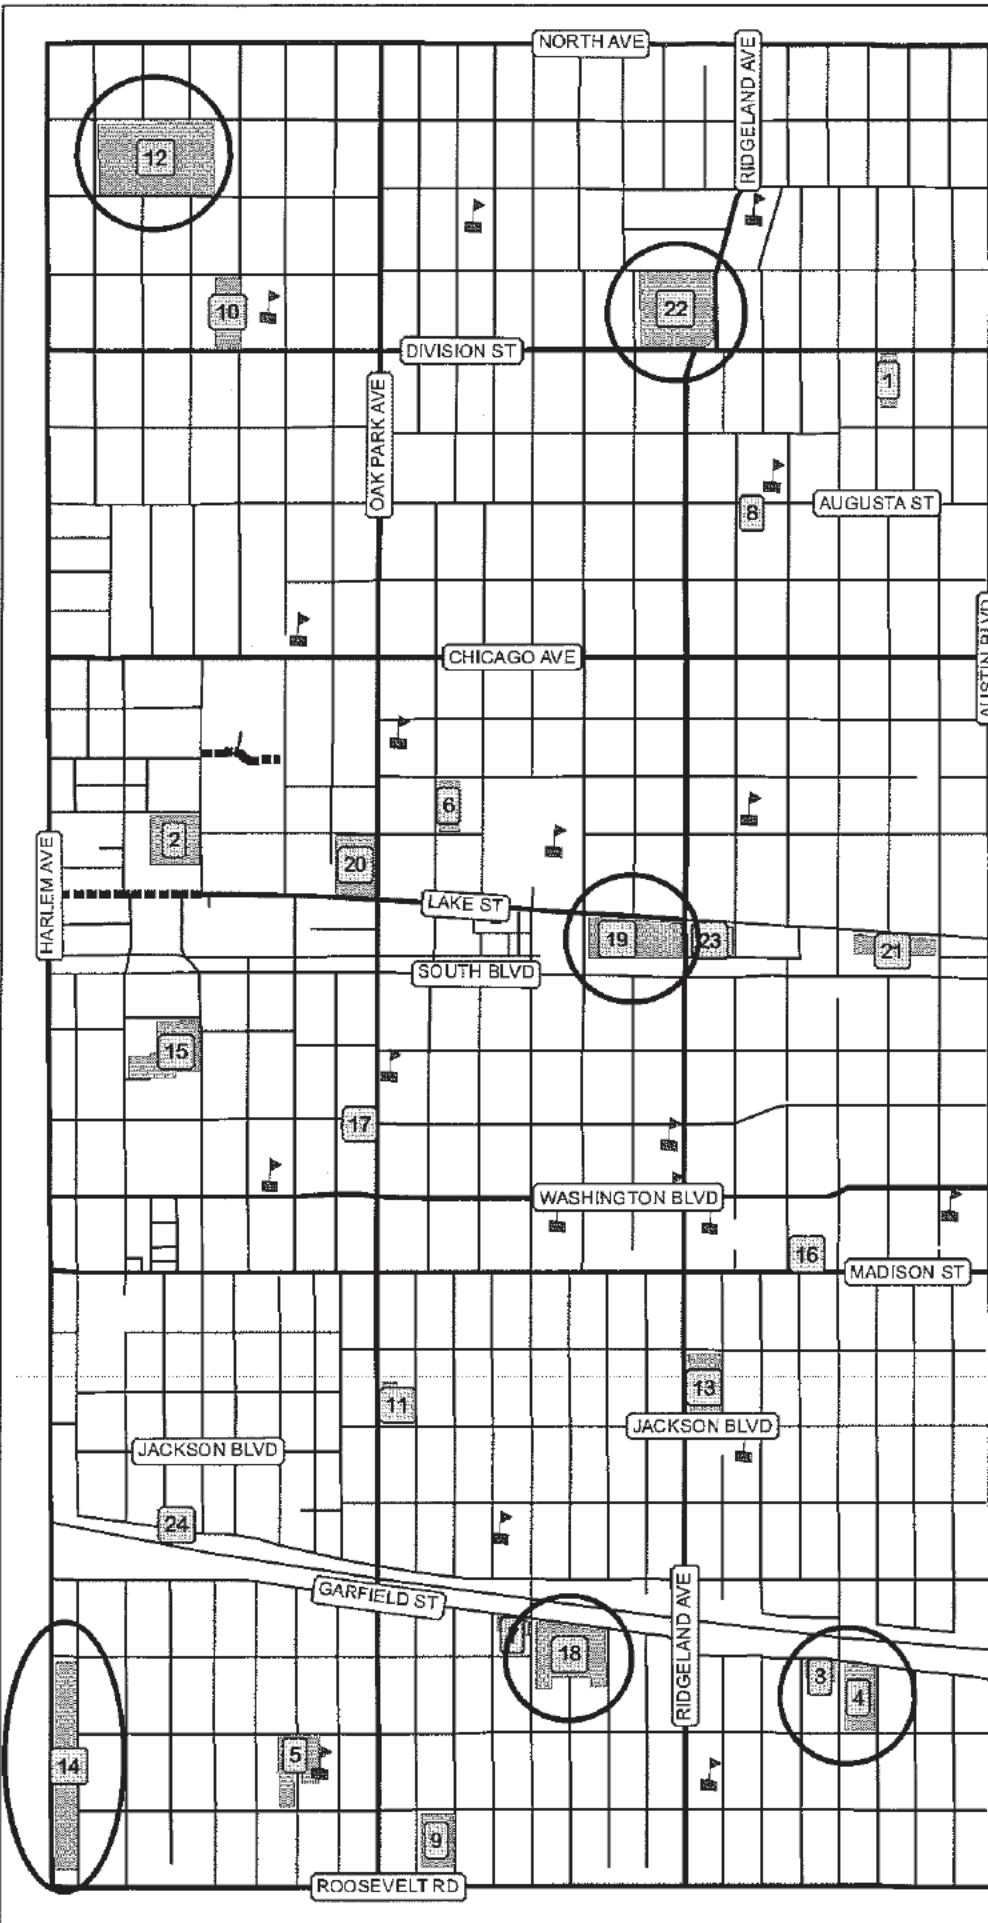 NORTH AVE
RIDGELAND AVE
12
10
22
DIVISION ST
1
OAK PARK AVE
8
AUGUSTA ST
CHICAGO AVE
AUSTIN BLVD
6
2
20
HARLEM AVE
LAKE ST
19
23
21
SOUTH BLVD
15
17
WASHINGTON BLVD
16
MADISON ST
13
11
JACKSON BLVD
JACKSON BLVD
24
GARFIELD ST
RIDGELAND AVE
18
3
4
14
5
9
ROOSEVELT RD